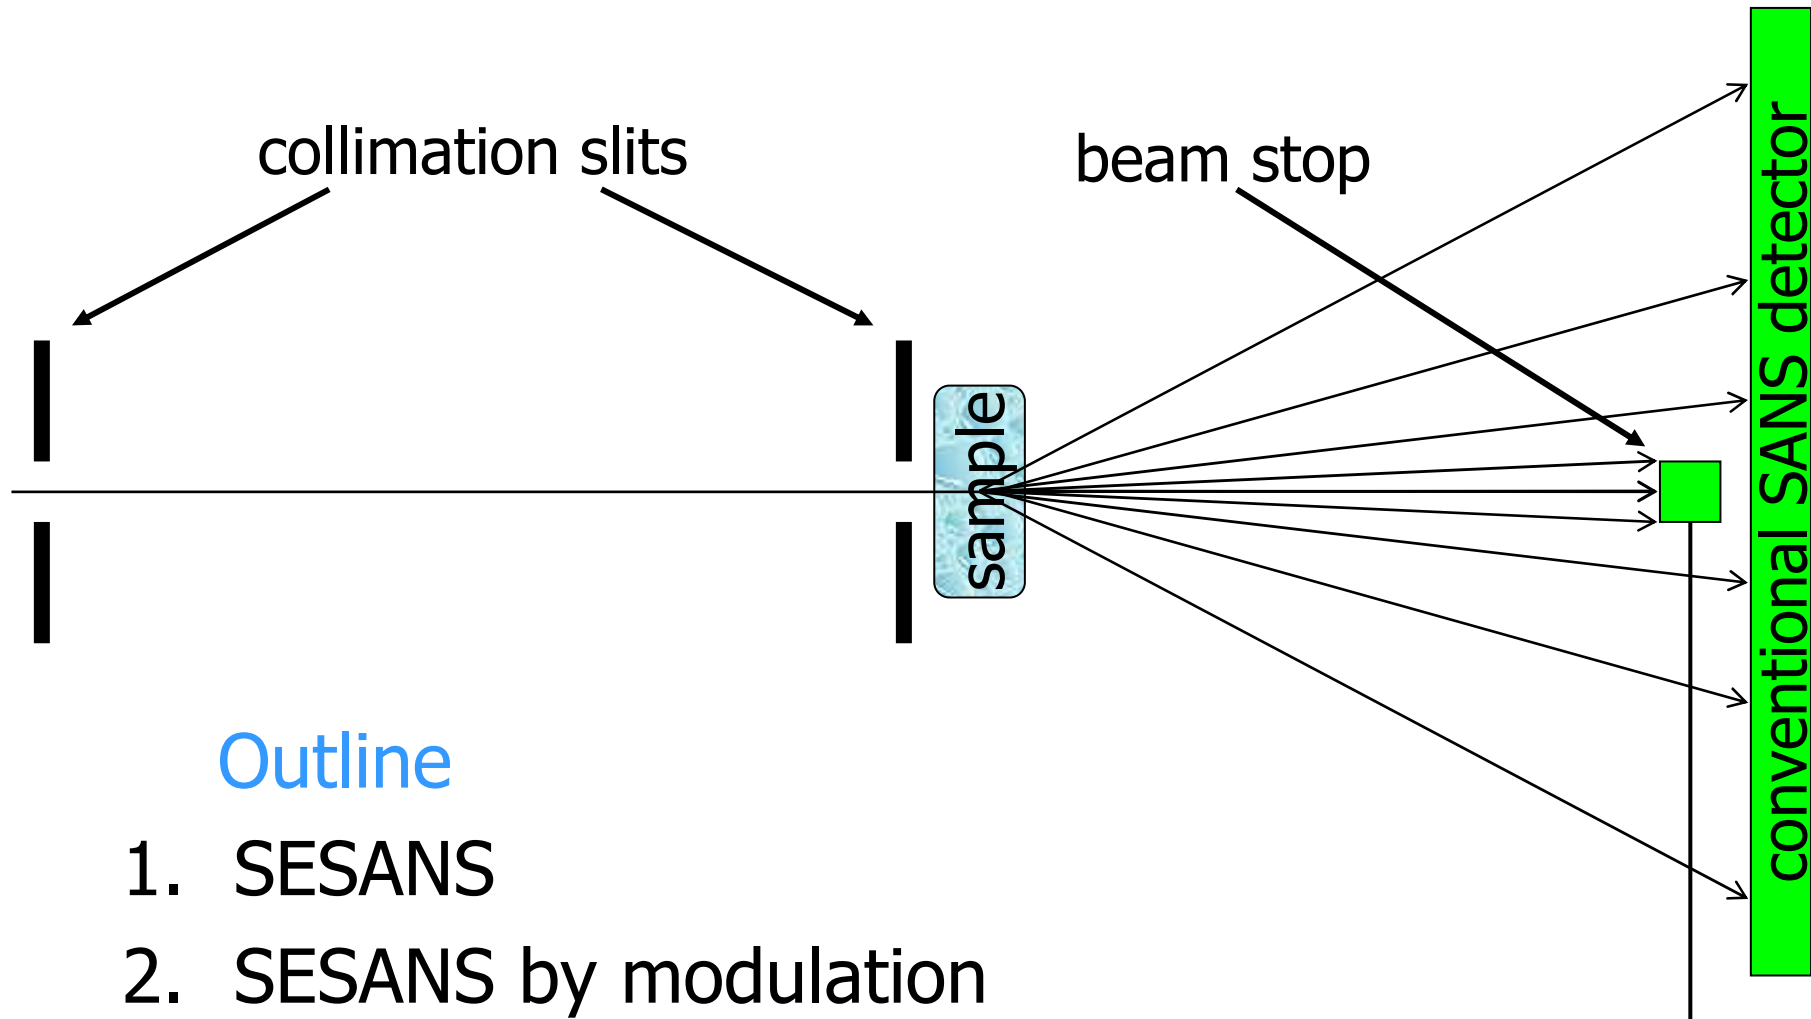 collimation slits
beam stop
sample
conventional SANS detector
Outline
1. SESANS
2. SESANS by modulation